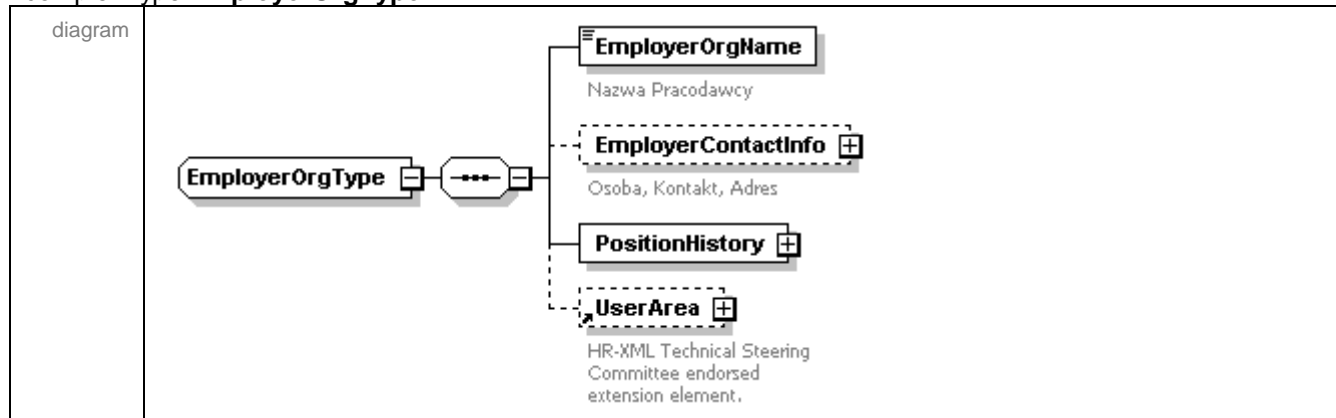 diagram
EmployerOrgName
Nazwa Pracodawcy
EmployerContactInfo
Osoba, Kontakt, Adres
EmployerOrgType
PositionHistory
UserArea
HR-XML Technical Steering
Committee endorsed
extension element.